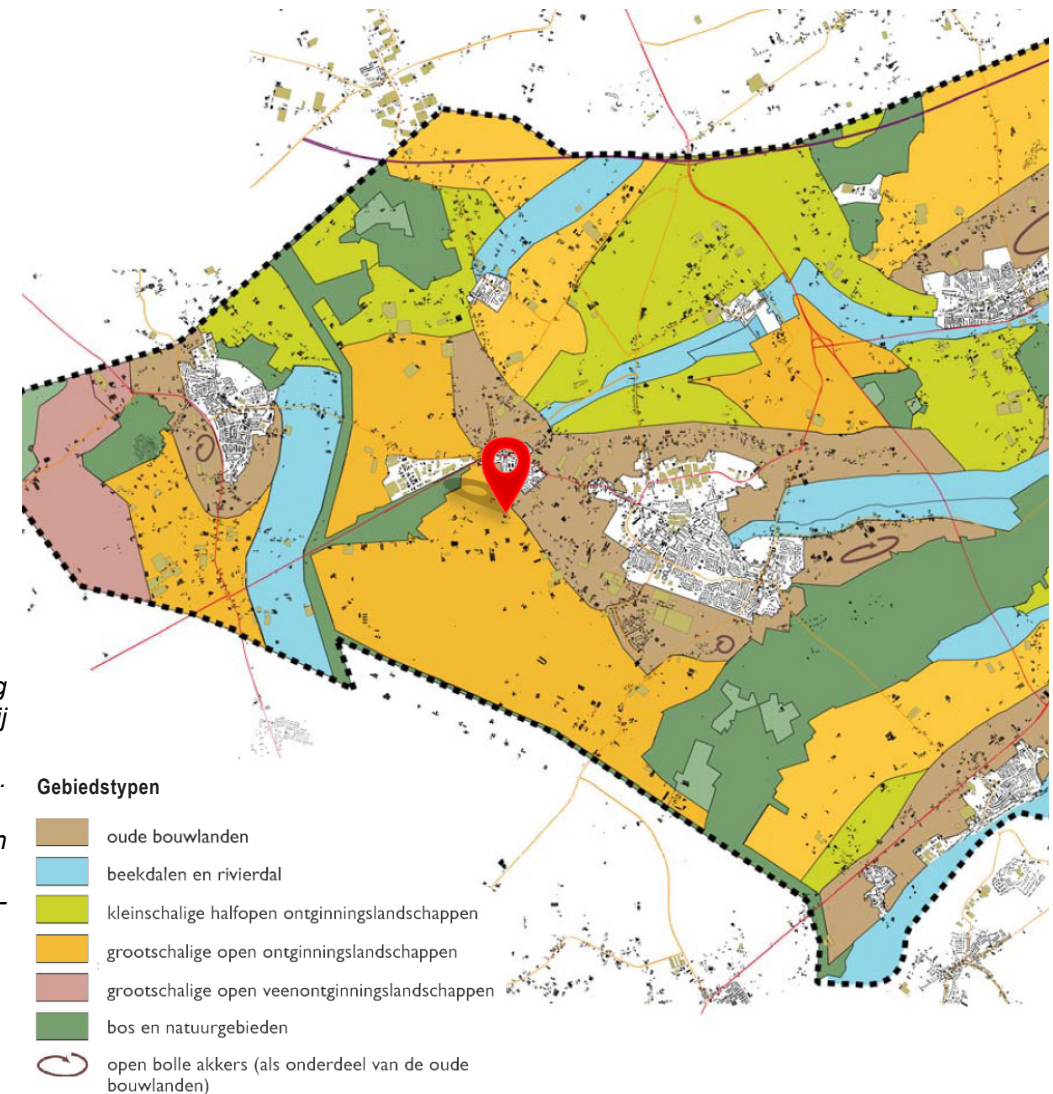 g
ij
.
n
–
Gebiedstypen
oude bouwlanden
beekdalen en rivierdal
kleinschalige halfopen ontginningslandschappen
grootschalige open ontginningslandschappen
grootschalige open veenontginningslandschappen
bos en natuurgebieden
open bolle akkers (als onderdeel van de oude
bouwlanden)